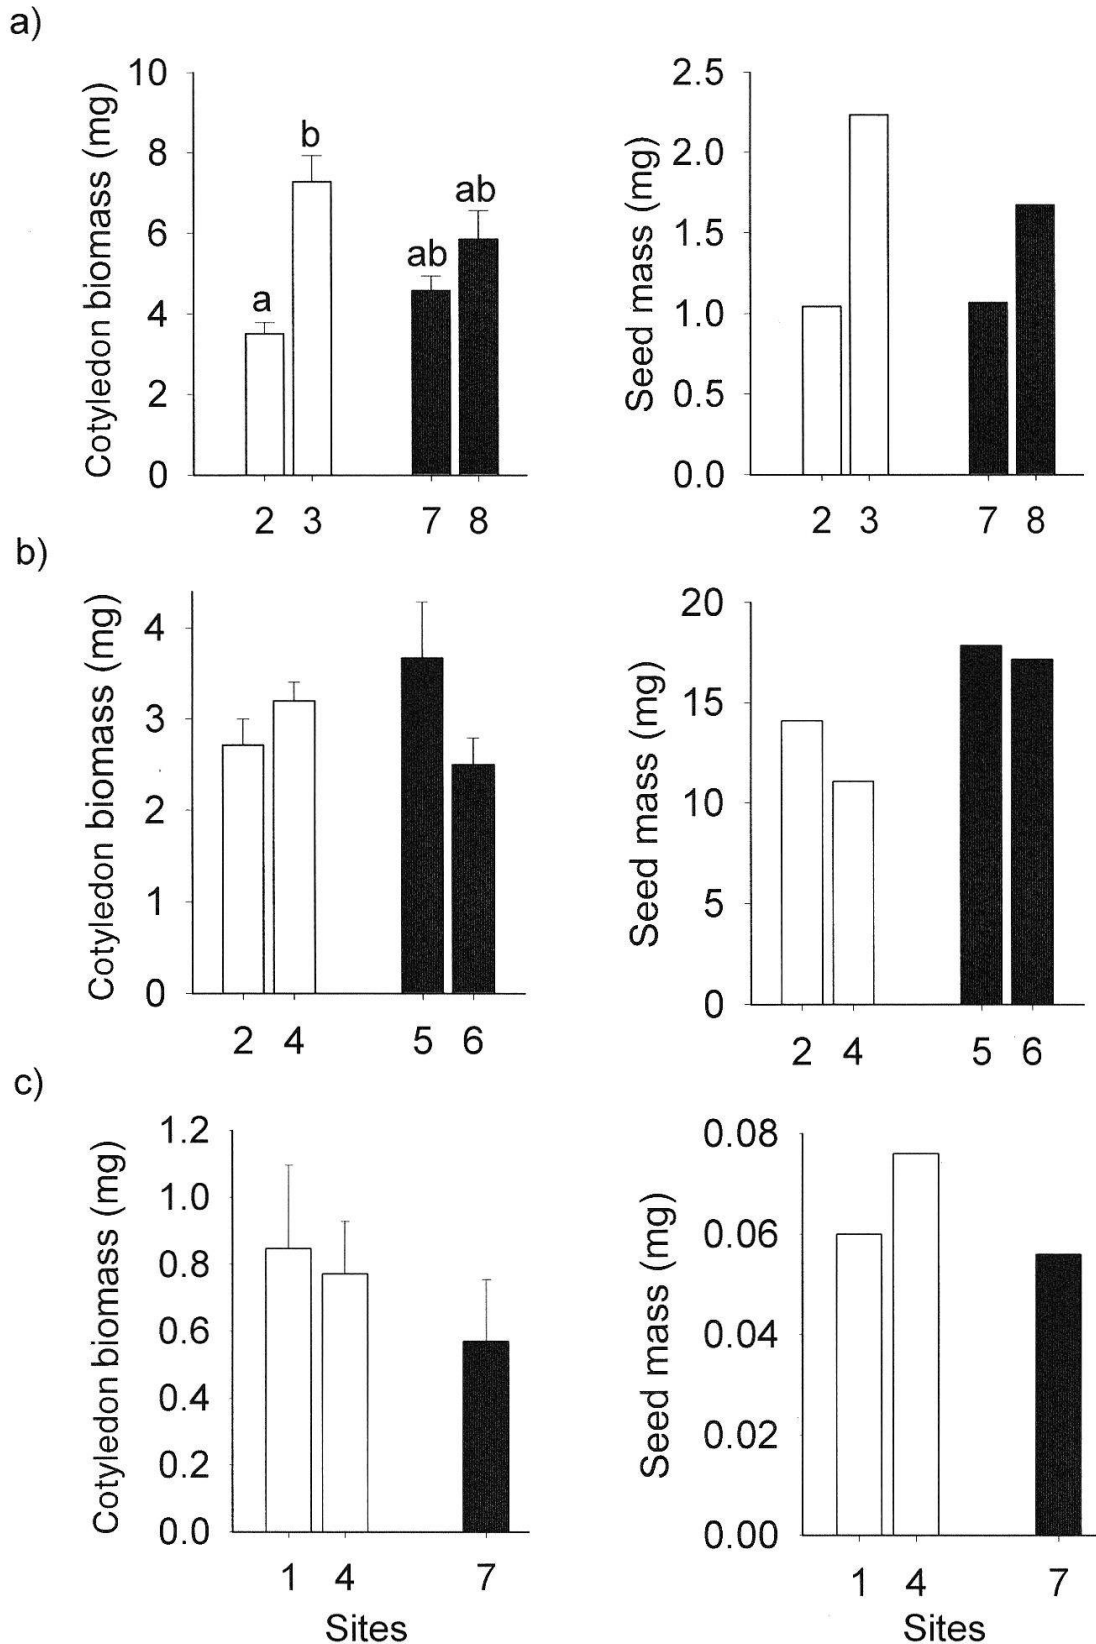 a)
Cotyledon biomass (mg)
10
8
6
4
2
0
a
b
ab
ab
2 3 7 8
Seed mass (mg)
2.5
2.0
1.5
1.0
0.5
0.0
2 3 7 8
b)
Cotyledon biomass (mg)
4
3
2
1
0
2 4 5 6
Seed mass (mg)
20
15
10
5
0
2 4 5 6
c)
Cotyledon biomass (mg)
1.2
1.0
0.8
0.6
0.4
0.2
0.0
1 4 7
Sites
Seed mass (mg)
0.08
0.06
0.04
0.02
0.00
1 4 7
Sites